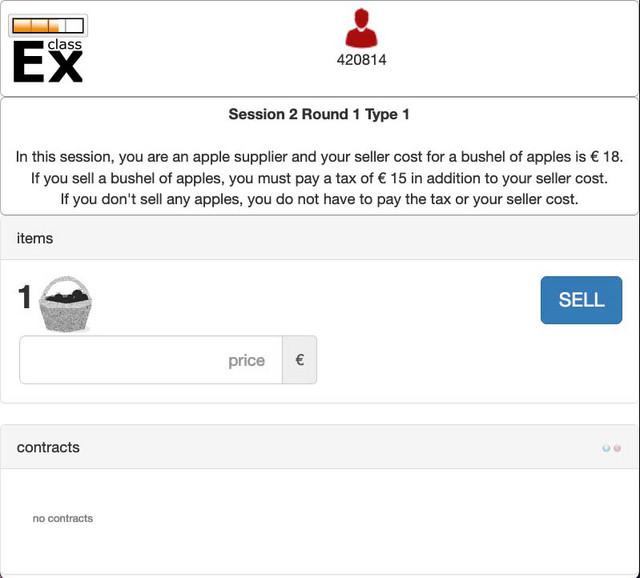 class
Ex
420814
Session 2 Round 1 Type 1
In this session, you are an apple supplier and your seller cost for a bushel of apples is € 18.
If you sell a bushel of apples, you must pay a tax of € 15 in addition to your seller cost.
If you don't sell any apples, you do not have to pay the tax or your seller cost.
items
1
SELL
price €
contracts
no contracts